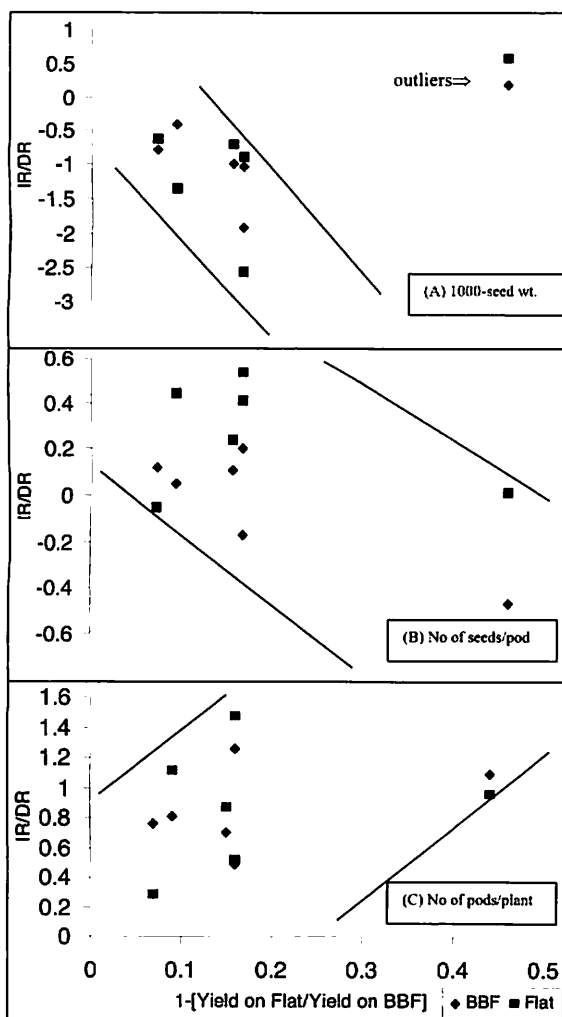 1
0.5
0
-0.5
-1
-1.5
-2
-2.5
-3
IR/DR
outliers⇒
(A) 1000-seed wt.
0.6
0.4
0.2
0
-0.2
-0.4
-0.6
IR/DR
(B) No of seeds/pod
1.6
1.4
1.2
1
0.8
0.6
0.4
0.2
0
IR/DR
(C) No of pods/plant
0 0.1 0.2 0.3 0.4 0.5
1-[Yield on Flat/Yield on BBF]
◆ BBF ■ Flat